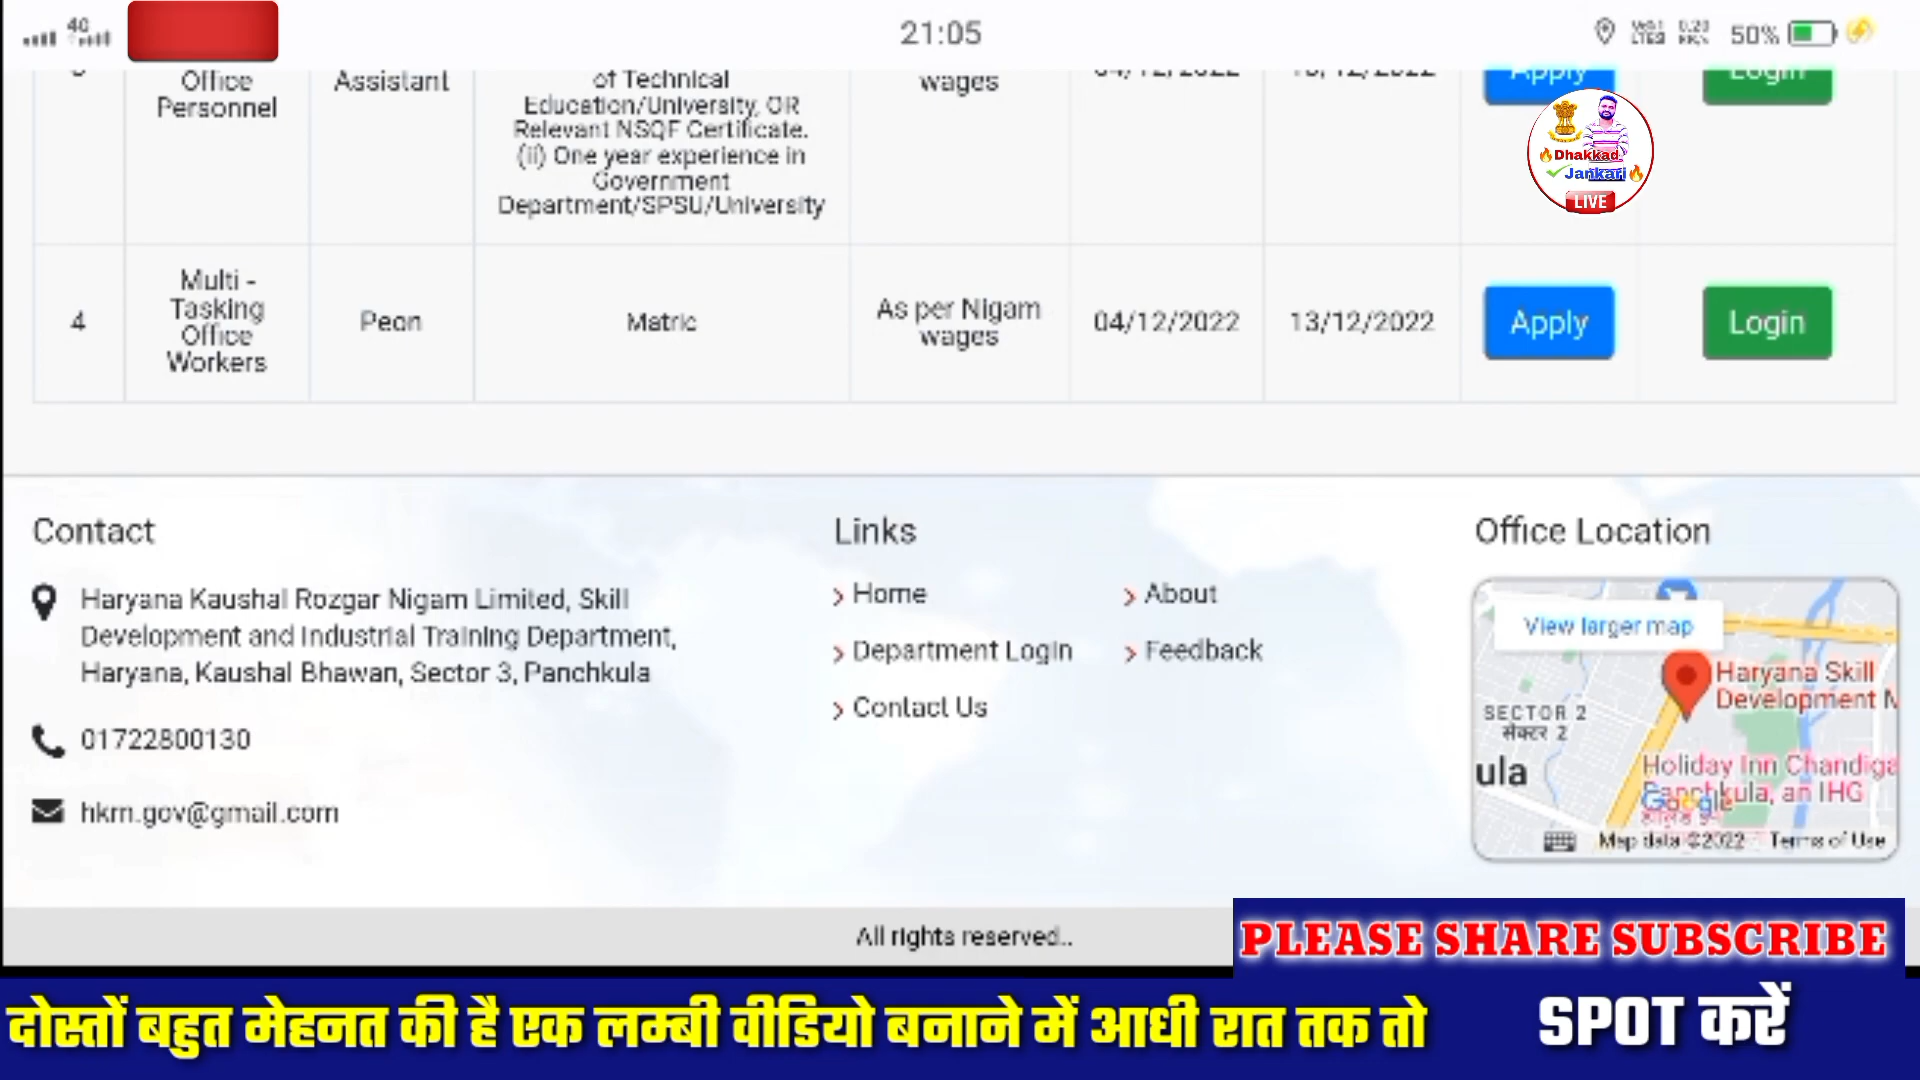 4G
21:05
50%
Office
Personnel
Assistant
of Technical
Education/University, OR
Relevant NSQF Certificate.
(ii) One year experience in
Government
Department/SPSU/University
wages
Apply
Login
Dhakkad
Jankari
LIVE
4
Multi -
Tasking
Office
Workers
Peon
Matric
As per Nigam
wages
04/12/2022
13/12/2022
Apply
Login
Contact
Haryana Kaushal Rozgar Nigam Limited, Skill
Development and Industrial Training Department,
Haryana, Kaushal Bhawan, Sector 3, Panchkula
01722800130
hkrn.gov@gmail.com
Links
Home
About
Department Login
Feedback
Contact Us
Office Location
View larger map
Haryana Skill
Development M
SECTOR 2
सेक्टर 2
ula
Holiday Inn Chandiga
Panchkula, an IHG
Google
Map data ©2022
Terms of Use
All rights reserved..
PLEASE SHARE SUBSCRIBE
दोस्तों बहुत मेहनत की है एक लम्बी वीडियो बनाने में आधी रात तक तो
SPOT करें